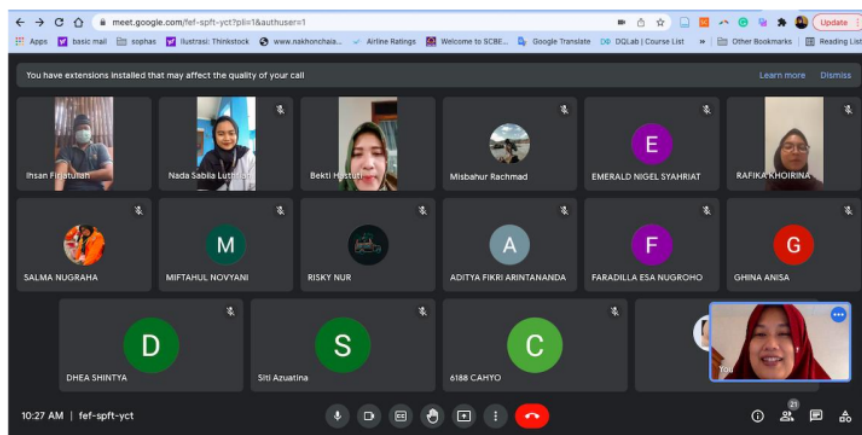 meet.google.com/fef-spft-yct?pli=1&authuser=1
Update
Apps basic mail sophas Ilustrasi: Thinkstock www.nakhonchaia... Airline Ratings Welcome to SCBE... Google Translate DQLab | Course List » Other Bookmarks Reading List
You have extensions installed that may affect the quality of your call Learn more Dismiss
Ihsan Firjatullah Nada Sabila Luthfiah Bekti Hastuti Misbahur Rachmad E EMERALD NIGEL SYAHRIAT RAFIKA KHOIRINA
SALMA NUGRAHA M MIFTAHUL NOVYANI RISKY NUR A ADITYA FIKRI ARINTANANDA F FARADILLA ESA NUGROHO G GHINA ANISA
D DHEA SHINTYA S Siti Azuatina C 6188 CAHYO You
10:27 AM | fef-spft-yct 21